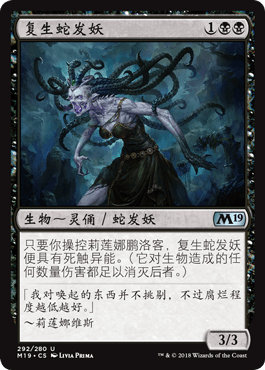 复生蛇发妖 1
生物~灵俑/蛇发妖 M19
只要你操控莉莲娜鹏洛客,复生蛇发妖
便具有死触异能。(它对生物造成的任
何数量伤害都足以消灭后者。)
「我对唤起的东西并不挑剔,不过腐烂程
度越低越好。」
~莉莲娜维斯
3/3
292/280 U
M19 • CS LIVIA PRIMA
™ & © 2018 Wizards of the Coast